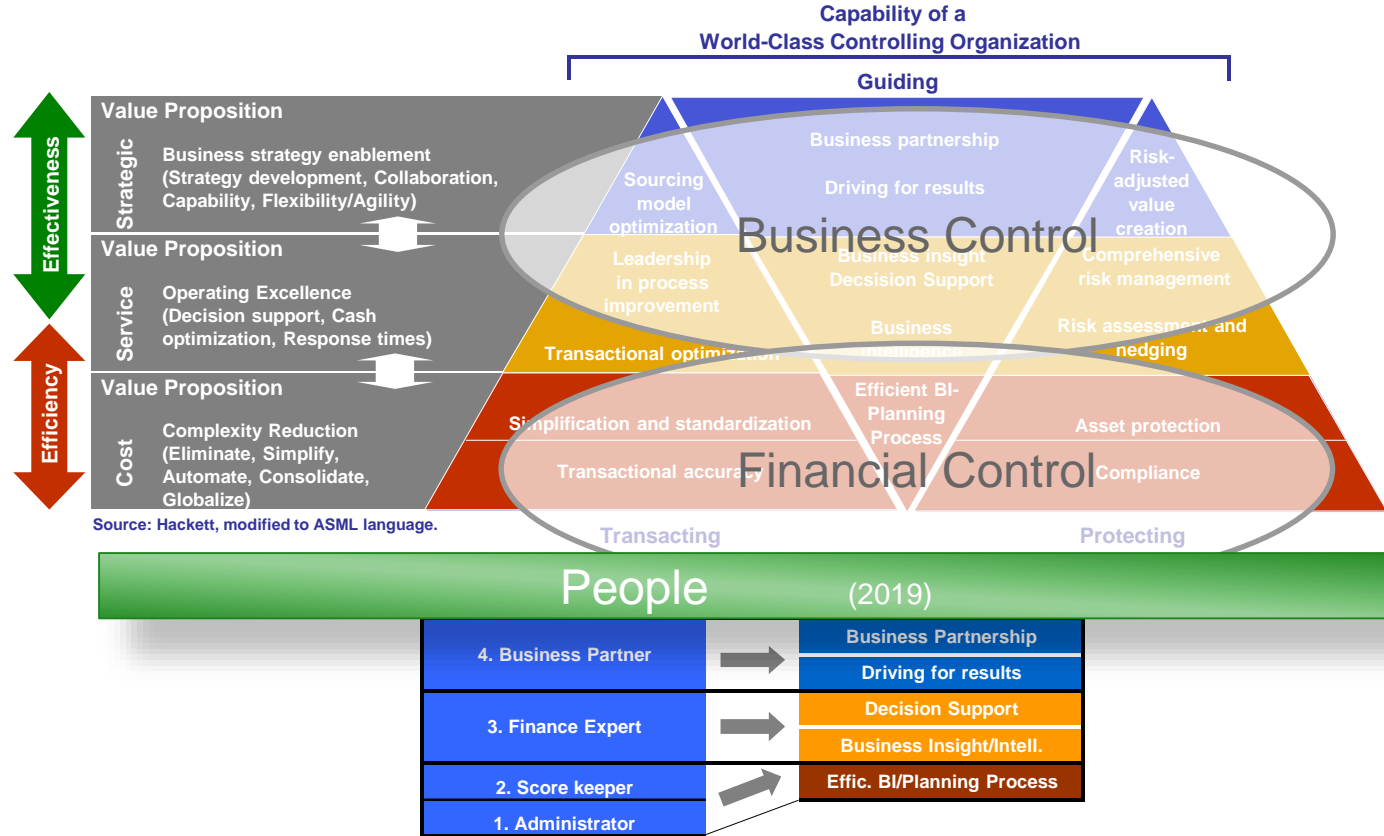 Capability of a
World-Class Controlling Organization
Guiding
Effectiveness
Efficiency
Value Proposition
Strategic
Business strategy enablement
(Strategy development, Collaboration,
Capability, Flexibility/Agility)
Value Proposition
Service
Operating Excellence
(Decision support, Cash
optimization, Response times)
Value Proposition
Cost
Complexity Reduction
(Eliminate, Simplify,
Automate, Consolidate,
Globalize)
Source: Hackett, modified to ASML language.
Sourcing
model
optimization
Leadership
in process
improvement
Transactional optimization
Simplification and standardization
Transactional accuracy
Transacting
Business partnership
Driving for results
Business Control
Business Insight
Decsision Support
Business
intelligence
Efficient BI-
Planning
Process
Financial Control
Risk-
adjusted
value
creation
Comprehensive
risk management
Risk assessment and
nedging
Asset protection
Compliance
Protecting
People (2019)
4. Business Partner
Business Partnership
Driving for results
3. Finance Expert
Decision Support
Business Insight/Intell.
2. Score keeper
Effic. BI/Planning Process
1. Administrator